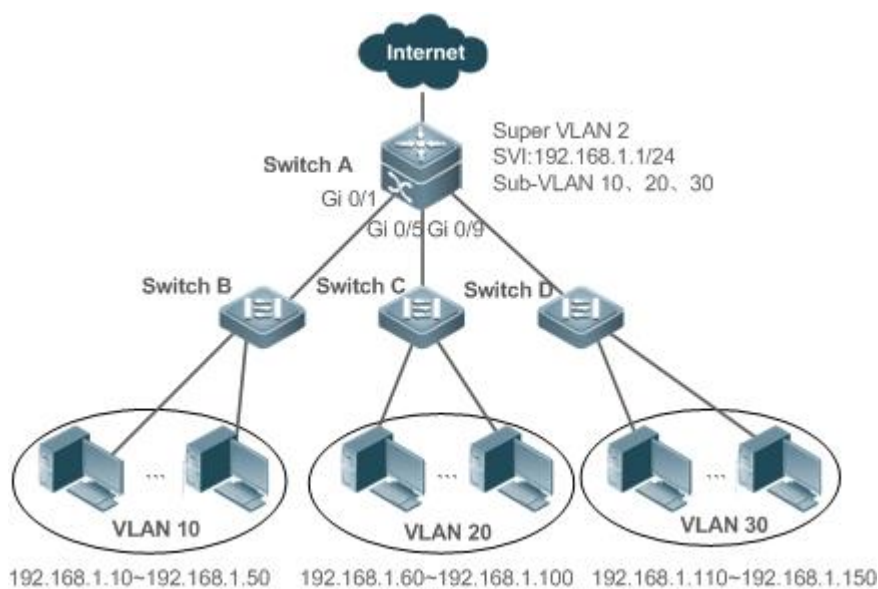 Internet
Super VLAN 2
SVI:192.168.1.1/24
Sub-VLAN 10、20、30
Switch A
Gi 0/1
Gi 0/5
Gi 0/9
Switch B
Switch C
Switch D
...
...
...
VLAN 10
VLAN 20
VLAN 30
192.168.1.10~192.168.1.50
192.168.1.60~192.168.1.100
192.168.1.110~192.168.1.150